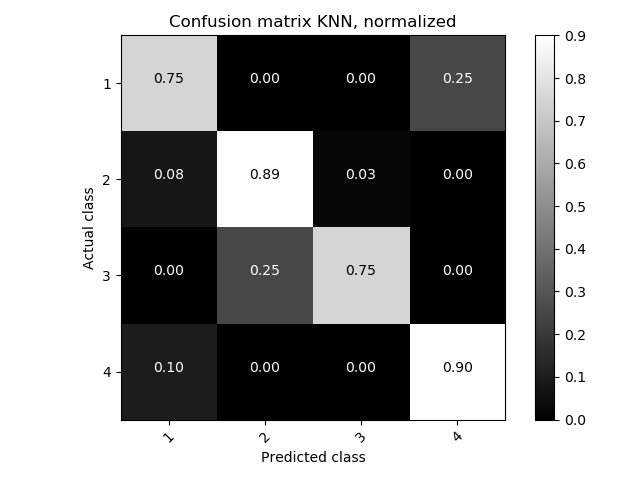 Confusion matrix KNN, normalized
0.9
1 0.75 0.00 0.00 0.25
0.8
0.7
2 0.08 0.89 0.03 0.00
0.6
0.5
Actual class
0.4
3 0.00 0.25 0.75 0.00
0.3
0.2
4 0.10 0.00 0.00 0.90
0.1
0.0
1 2 3 4
Predicted class